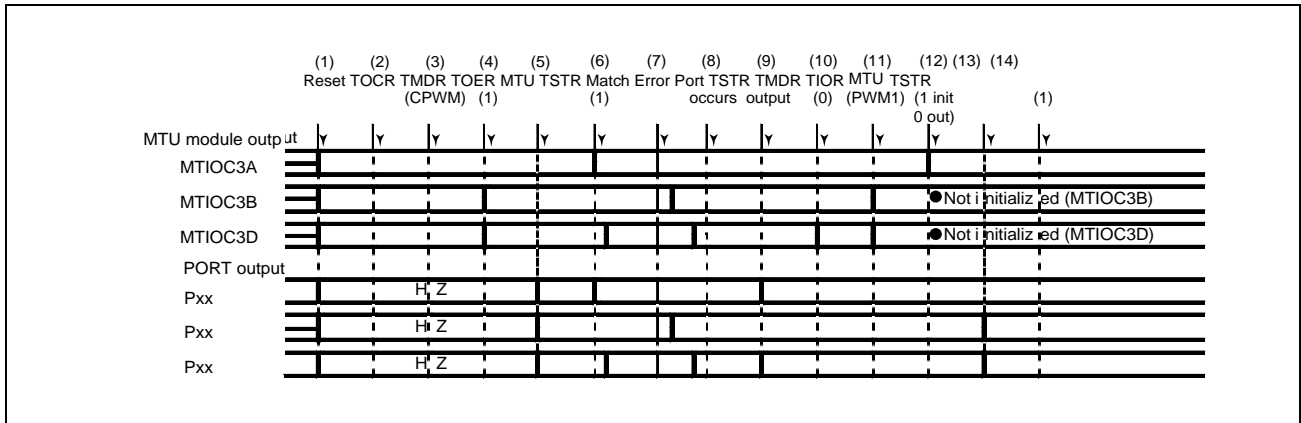 (1) (2) (3) (4) (5) (6) (7) (8) (9) (10) (11) (12) (13) (14)
Reset TOCR TMDR TOER MTU TSTR Match Error Port TSTR TMDR TIOR MTU TSTR
(CPWM) (1) (1) occurs output (0) (PWM1) (1 init (1)
0 out)
MTU module output
MTIOC3A
MTIOC3B ●Not initialized (MTIOC3B)
MTIOC3D ●Not initialized (MTIOC3D)
PORT output
Pxx H Z
Pxx H Z
Pxx H Z